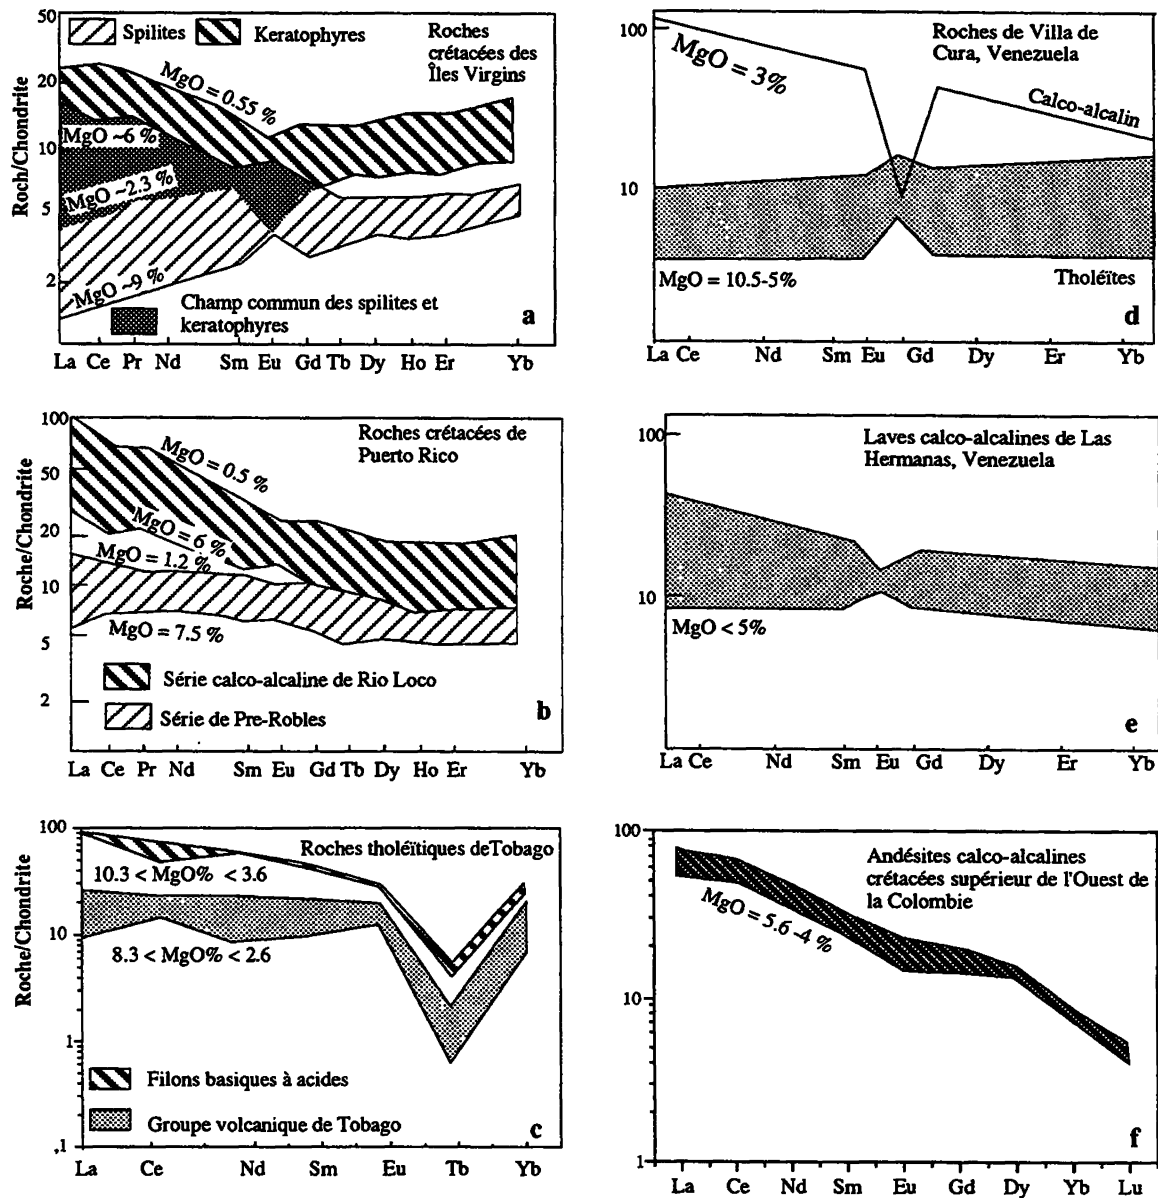 50
20
10
5
2
Roch/Chondrite
Spilites
Keratophyres
Roches
crétacées des
Îles Virgins
MgO = 0.55 %
MgO ~6 %
MgO ~2.3 %
MgO ~9 %
Champ commun des spilites et
keratophyres
a
La Ce Pr Nd Sm Eu Gd Tb Dy Ho Er Yb
100
10
MgO = 3%
Roches de Villa de
Cura, Venezuela
Calco-alcalin
MgO = 10.5-5%
Tholéïtes
d
La Ce Nd Sm Eu Gd Dy Er Yb
100
50
20
10
5
2
Roche/Chondrite
Roches crétacées de
Puerto Rico
MgO = 0.5 %
MgO = 6 %
MgO = 1.2 %
MgO = 7.5 %
Série calco-alcaline de Rio Loco
Série de Pre-Robles
b
La Ce Pr Nd Sm Eu Gd Tb Dy Ho Er Yb
100
10
Laves calco-alcalines de Las
Hermanas, Venezuela
MgO < 5%
e
La Ce Nd Sm Eu Gd Dy Er Yb
100
10
1
,1
Roche/Chondrite
Roches tholéïtiques deTobago
10.3 < MgO% < 3.6
8.3 < MgO% < 2.6
Filons basiques à acides
Groupe volcanique de Tobago
c
La Ce Nd Sm Eu Tb Yb
100
10
1
Andésites calco-alcalines
crétacées supérieur de l'Ouest de
la Colombie
MgO = 5.6 -4 %
f
La Ce Nd Sm Eu Gd Dy Yb Lu